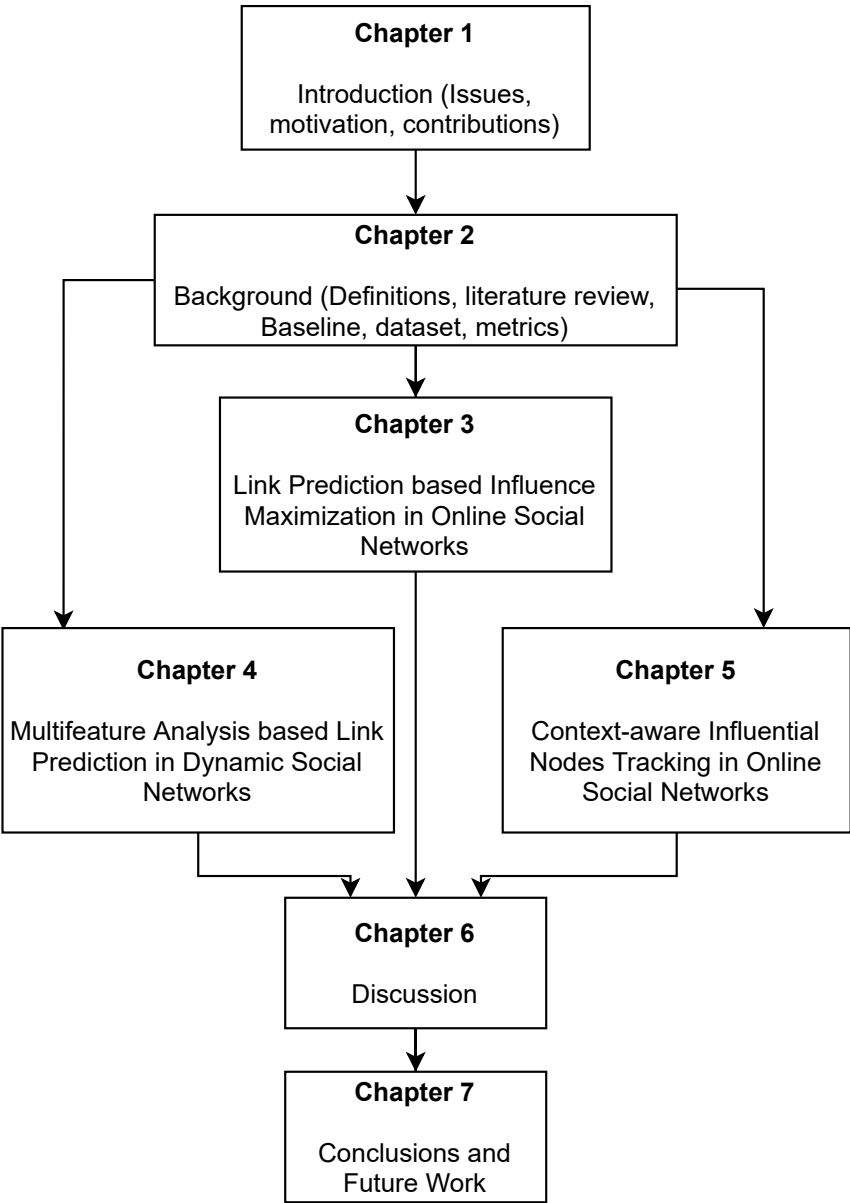 Chapter 1
Introduction (Issues,
motivation, contributions)
Chapter 2
Background (Definitions, literature review,
Baseline, dataset, metrics)
Chapter 3
Link Prediction based Influence
Maximization in Online Social
Networks
Chapter 4
Multifeature Analysis based Link
Prediction in Dynamic Social
Networks
Chapter 5
Context-aware Influential
Nodes Tracking in Online
Social Networks
Chapter 6
Discussion
Chapter 7
Conclusions and
Future Work